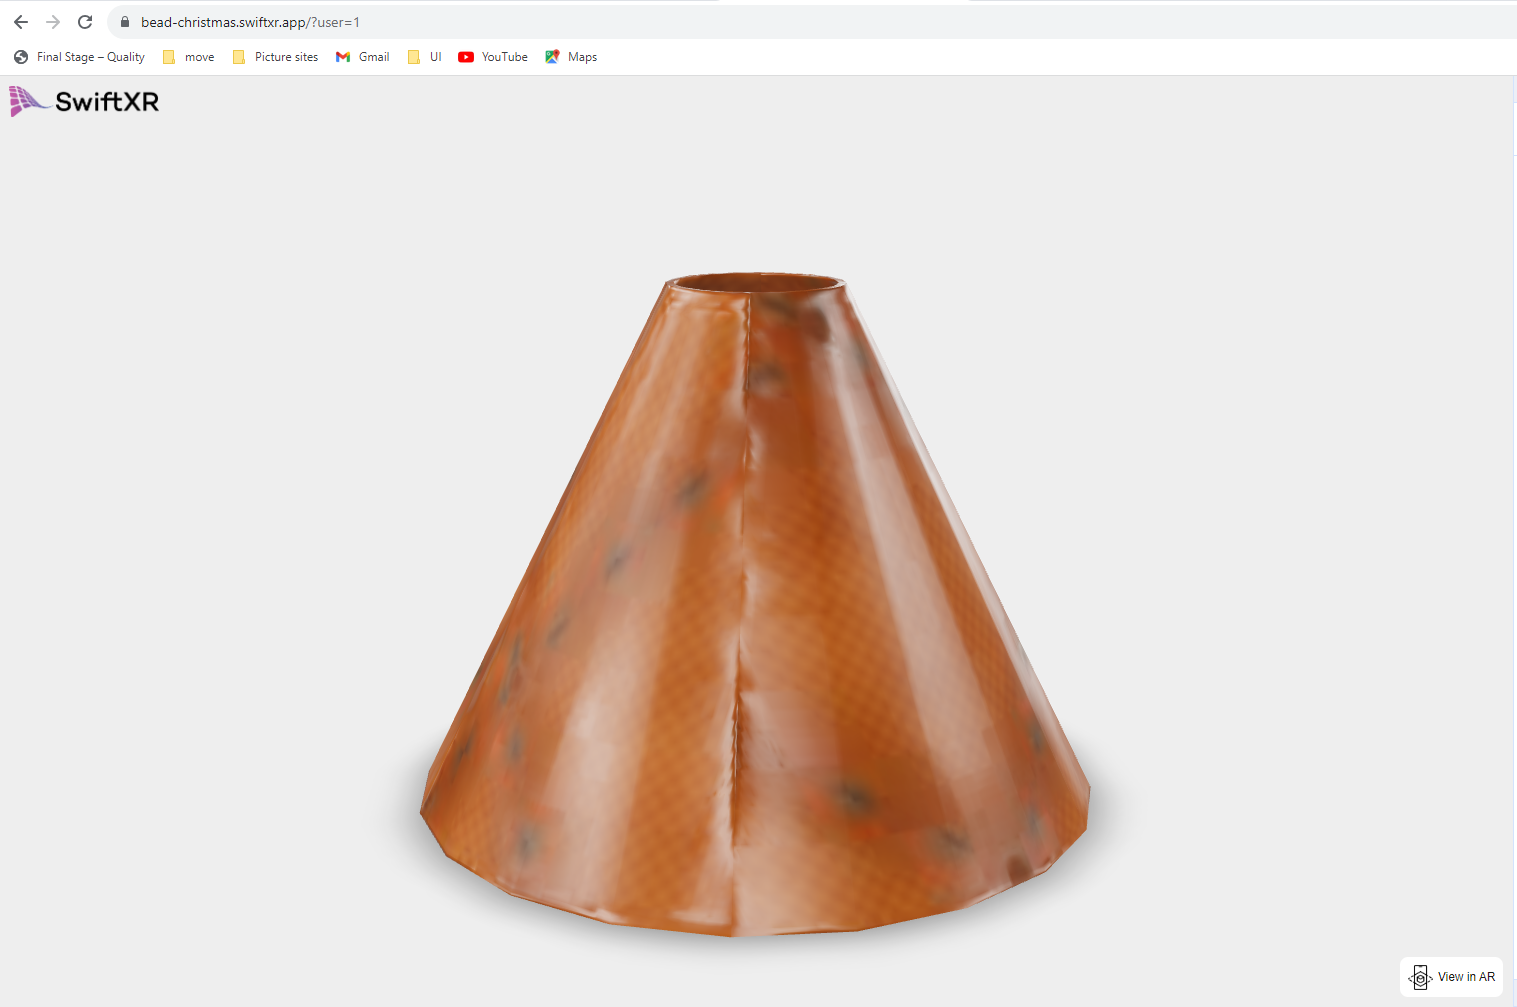 bead-christmas.swiftxr.app/?user=1
Final Stage – Quality move Picture sites Gmail UI YouTube Maps
SwiftXR
View in AR